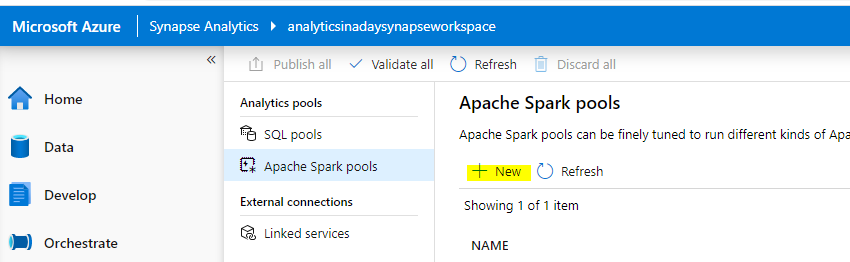 Microsoft Azure Synapse Analytics analyticsinadaysynapseworkspace
«
Publish all Validate all Refresh Discard all
Home
Data
Develop
Orchestrate
Analytics pools
SQL pools
Apache Spark pools
External connections
Linked services
Apache Spark pools
Apache Spark pools can be finely tuned to run different kinds of Apa
+ New Refresh
Showing 1 of 1 item
NAME